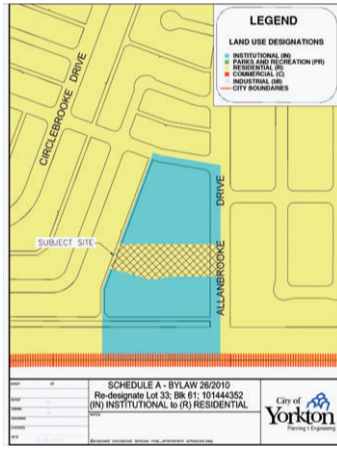 LEGEND
LAND USE DESIGNATIONS
INSTITUTIONAL (IN)
PARKS AND RECREATION (PR)
RESIDENTIAL (R)
COMMERCIAL (C)
INDUSTRIAL (MI)
CITY BOUNDARIES
CIRCLEBROOKE DRIVE
SUBJECT SITE
ALLANBROOKE DRIVE
SCHEDULE A - BYLAW 26/2010
Re-designate Lot 33; Blk 61; 101444352
(IN) INSTITUTIONAL to (R) RESIDENTIAL
City of
Yorkton
Planning & Engineering